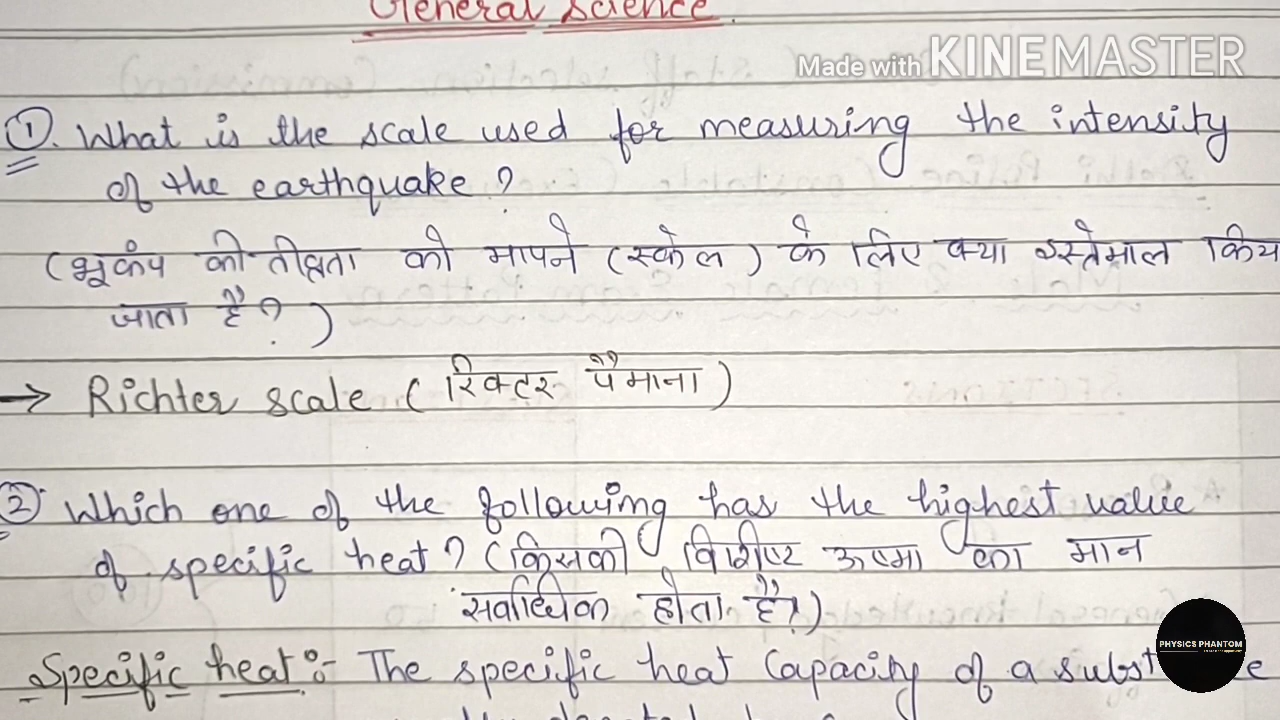 General Science
Made with KINEMASTER
①. What is the scale used for measuring the intensity
of the earthquake ?
(भूकंप की तीव्रता को मापने (स्केल) के लिए क्या इस्तेमाल किय
जाता है ? )
→ Richter scale ( रिक्टर पैमाना )
② Which one of the following has the highest value
of specific heat ? (किसकी विशिष्ट ऊष्मा का मान
सर्वाधिक होता है ?)
Specific heat :- The specific heat Capacity of a subst e
PHYSICS PHANTOM